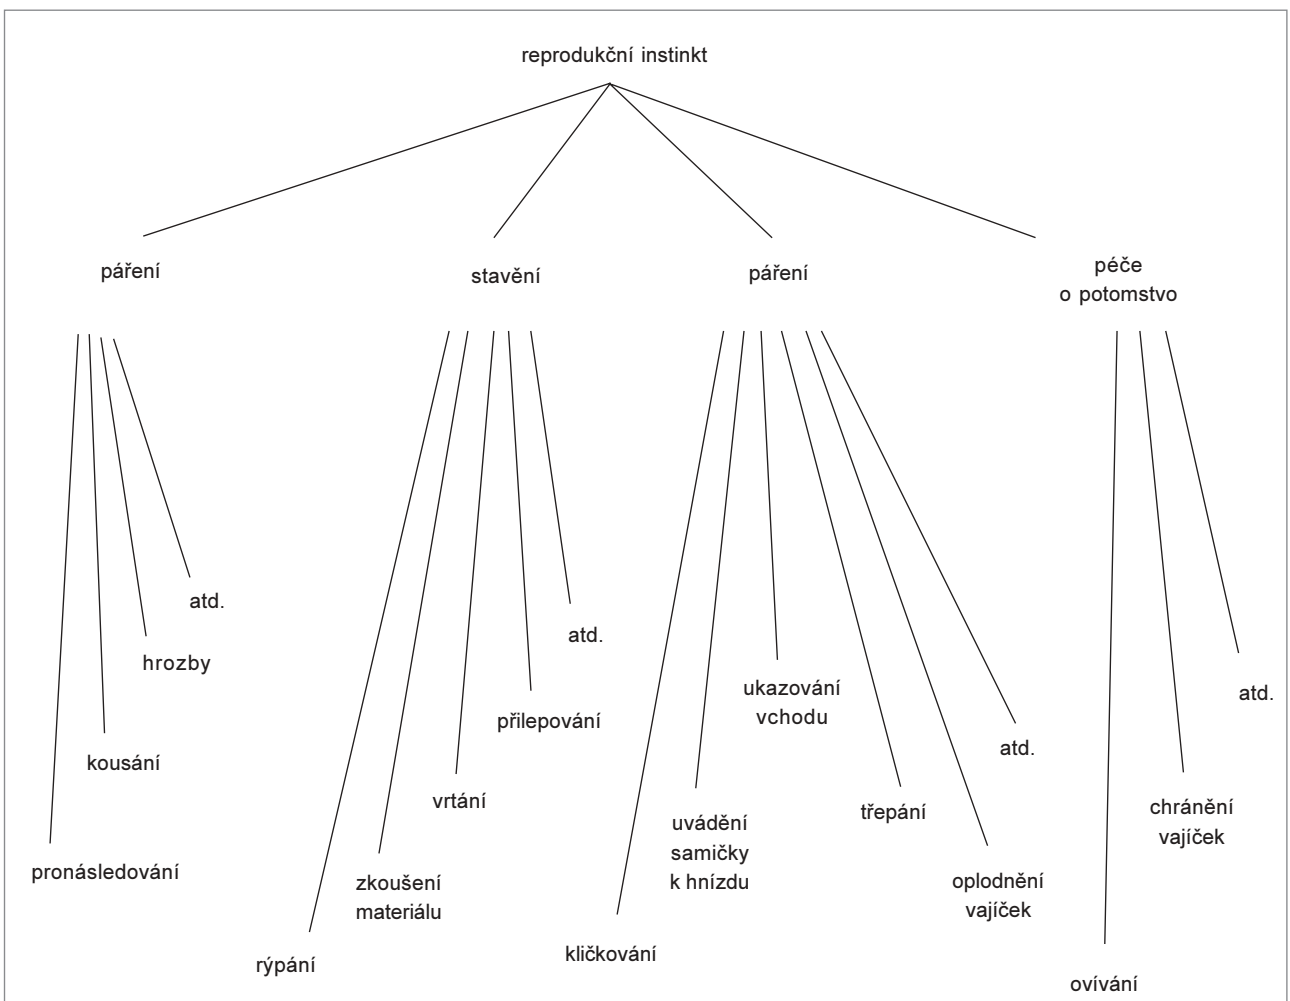 reprodukční instinkt
páření
stavění
páření
péče
o potomstvo
atd.
hrozby
kousání
pronásledování
atd.
přilepování
vrtání
zkoušení
materiálu
rýpání
ukazování
vchodu
atd.
třepání
uvádění
samičky
k hnízdu
oplodnění
vajíček
kličkování
atd.
chránění
vajíček
ovívání